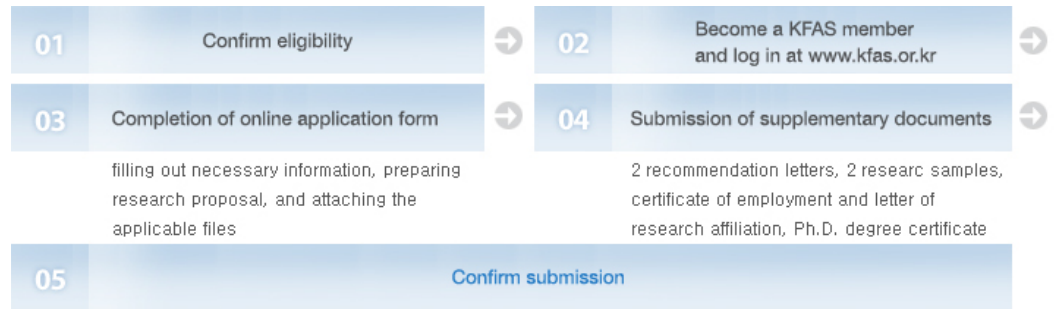 01 Confirm eligibility
02 Become a KFAS member
and log in at www.kfas.or.kr
03 Completion of online application form
filling out necessary information, preparing
research proposal, and attaching the
applicable files
04 Submission of supplementary documents
2 recommendation letters, 2 researc samples,
certificate of employment and letter of
research affiliation, Ph.D. degree certificate
05 Confirm submission